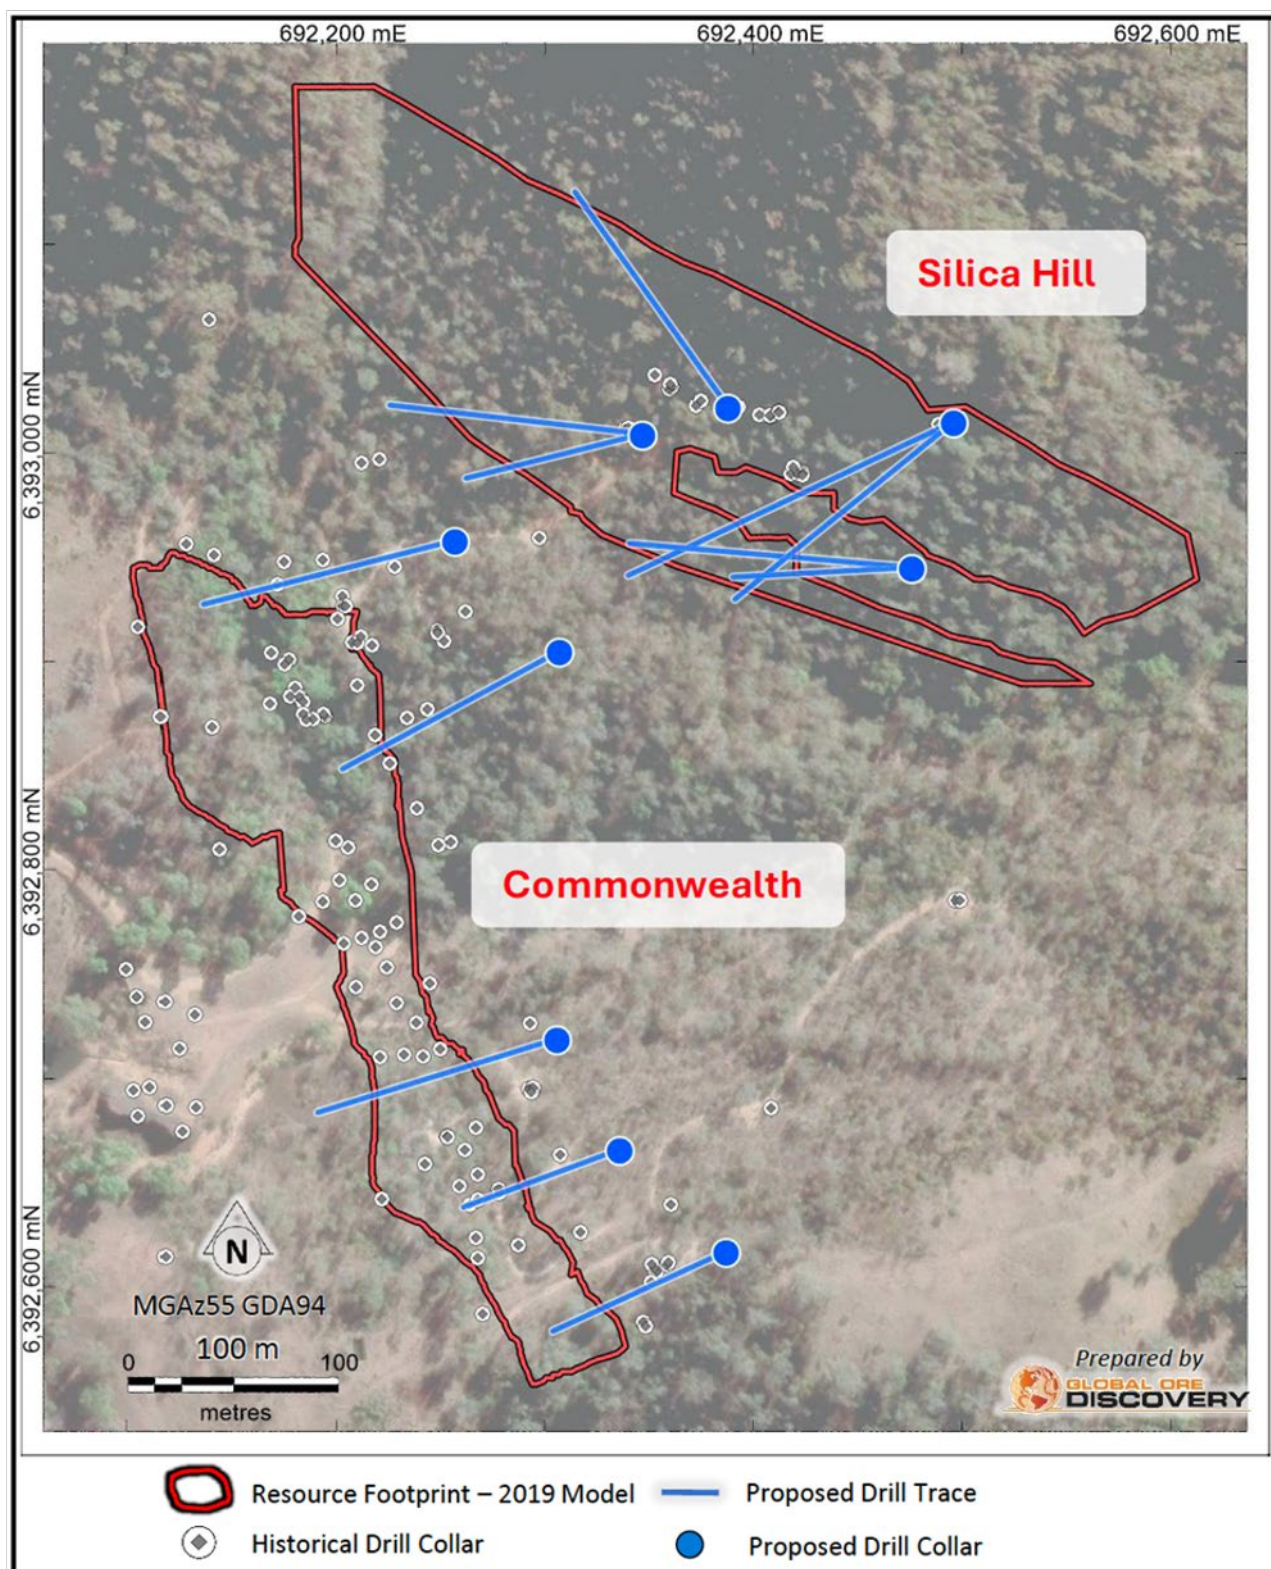 692,200 mE
692,400 mE
692,600 mE
Silica Hill
6,393,000 mN
Commonwealth
6,392,800 mN
6,392,600 mN
N
MGAz55 GDA94
100 m
0
100
metres
Prepared by
GLOBAL ORE
DISCOVERY
Resource Footprint – 2019 Model
Proposed Drill Trace
Historical Drill Collar
Proposed Drill Collar